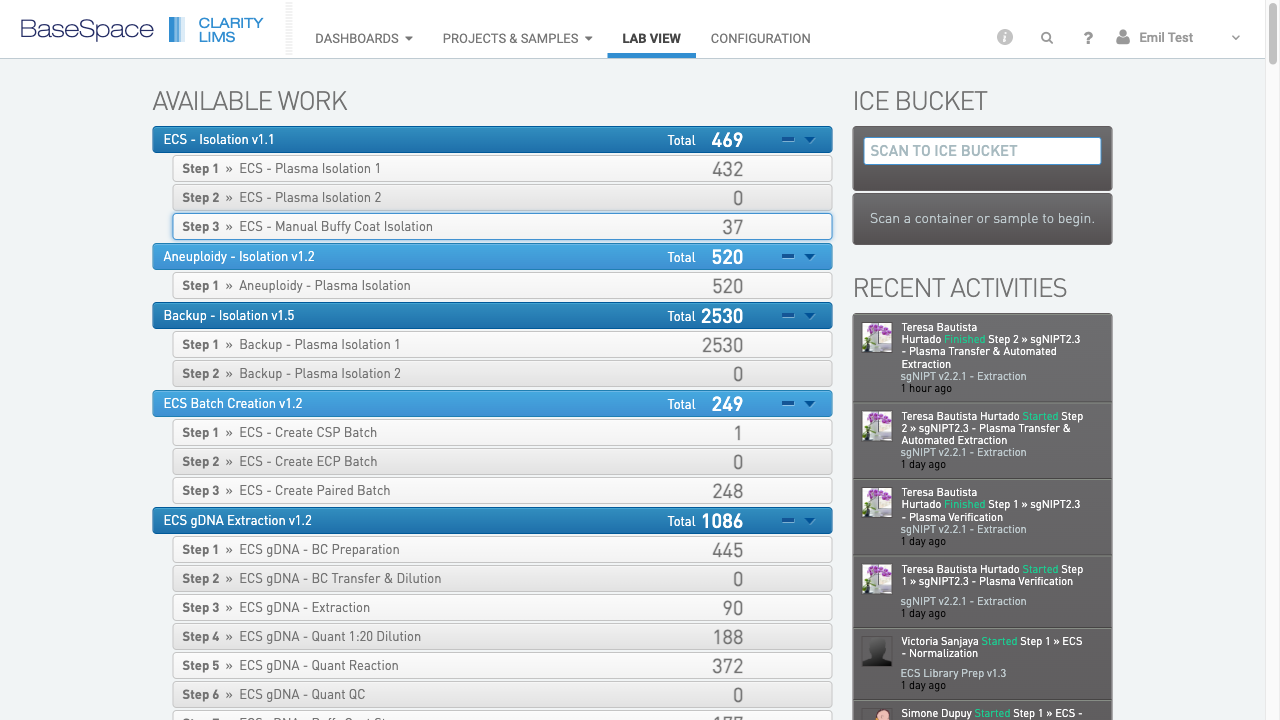 BaseSpace CLARITY LIMS
DASHBOARDS PROJECTS & SAMPLES LAB VIEW CONFIGURATION
? Emil Test
AVAILABLE WORK
ECS - Isolation v1.1 Total 469
Step 1 » ECS - Plasma Isolation 1 432
Step 2 » ECS - Plasma Isolation 2 0
Step 3 » ECS - Manual Buffy Coat Isolation 37
Aneuploidy - Isolation v1.2 Total 520
Step 1 » Aneuploidy - Plasma Isolation 520
Backup - Isolation v1.5 Total 2530
Step 1 » Backup - Plasma Isolation 1 2530
Step 2 » Backup - Plasma Isolation 2 0
ECS Batch Creation v1.2 Total 249
Step 1 » ECS - Create CSP Batch 1
Step 2 » ECS - Create ECP Batch 0
Step 3 » ECS - Create Paired Batch 248
ECS gDNA Extraction v1.2 Total 1086
Step 1 » ECS gDNA - BC Preparation 445
Step 2 » ECS gDNA - BC Transfer & Dilution 0
Step 3 » ECS gDNA - Extraction 90
Step 4 » ECS gDNA - Quant 1:20 Dilution 188
Step 5 » ECS gDNA - Quant Reaction 372
Step 6 » ECS gDNA - Quant QC 0
ICE BUCKET
SCAN TO ICE BUCKET
Scan a container or sample to begin.
RECENT ACTIVITIES
Teresa Bautista
Hurtado Finished Step 2 » sgNIPT2.3
- Plasma Transfer & Automated
Extraction
sgNIPT v2.2.1 - Extraction
1 hour ago
Teresa Bautista Hurtado Started Step
2 » sgNIPT2.3 - Plasma Transfer &
Automated Extraction
sgNIPT v2.2.1 - Extraction
1 day ago
Teresa Bautista
Hurtado Finished Step 1 » sgNIPT2.3
- Plasma Verification
sgNIPT v2.2.1 - Extraction
1 day ago
Teresa Bautista Hurtado Started Step
1 » sgNIPT2.3 - Plasma Verification
sgNIPT v2.2.1 - Extraction
1 day ago
Victoria Sanjaya Started Step 1 » ECS
- Normalization
ECS Library Prep v1.3
1 day ago
Simone Dupuy Started Step 1 » ECS -